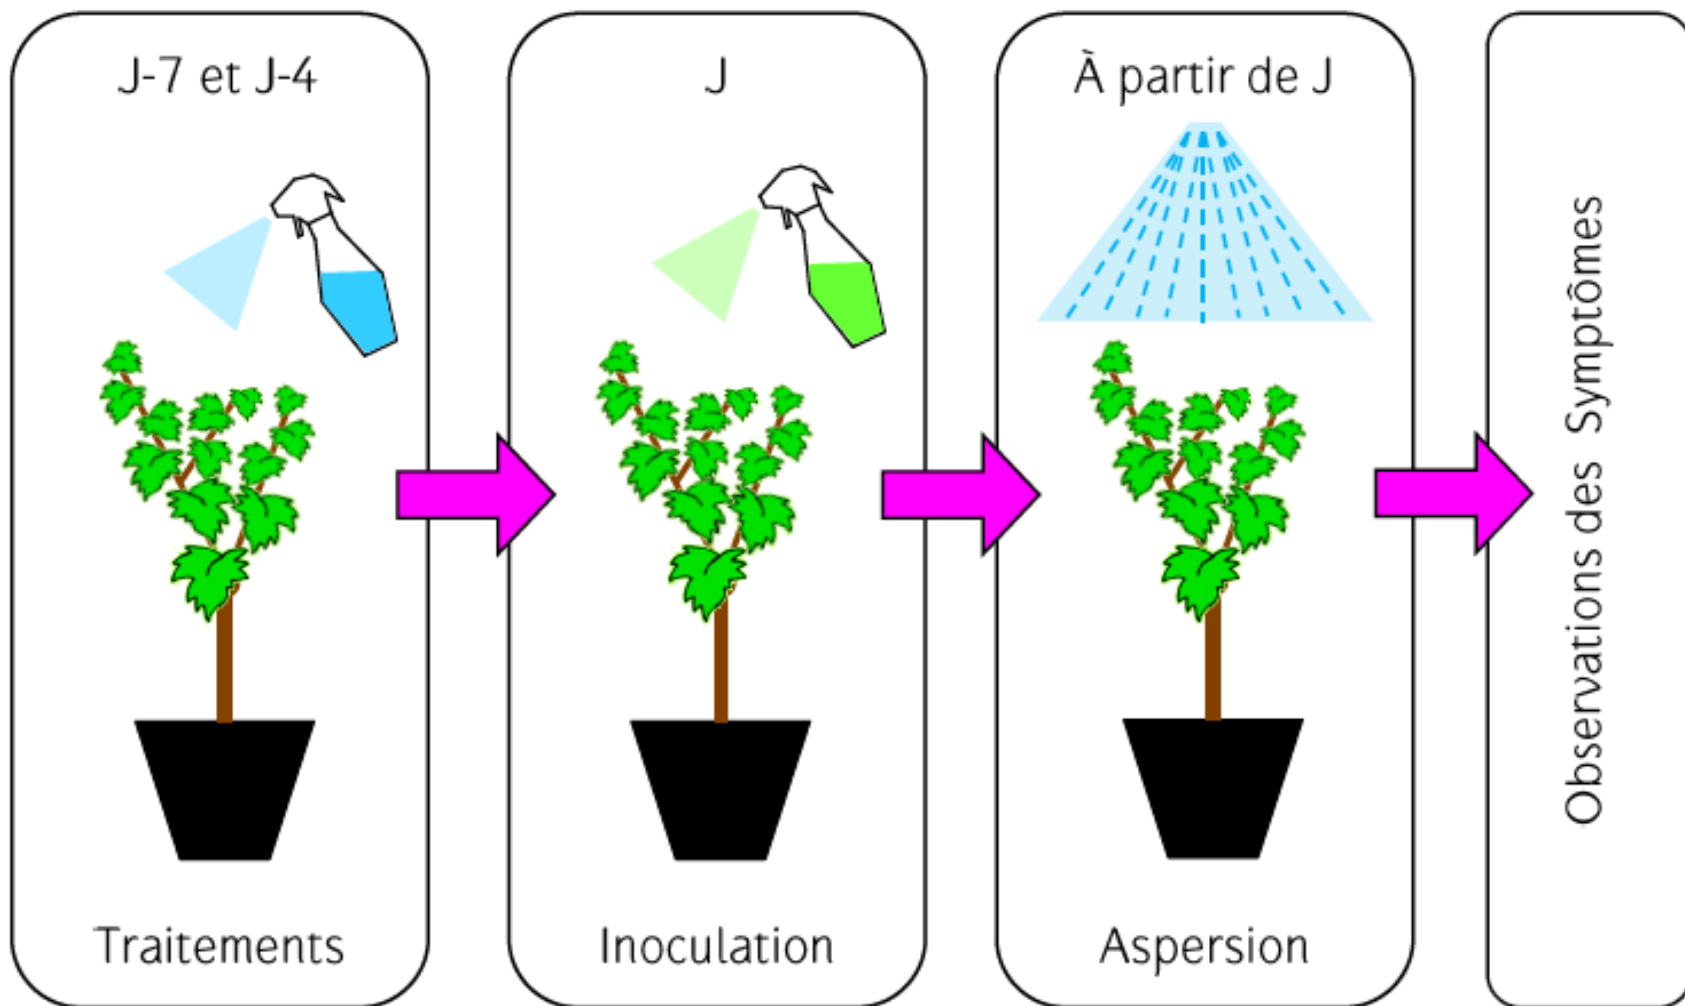 J-7 et J-4
Traitements
J
Inoculation
À partir de J
Aspersion
Observations des Symptômes